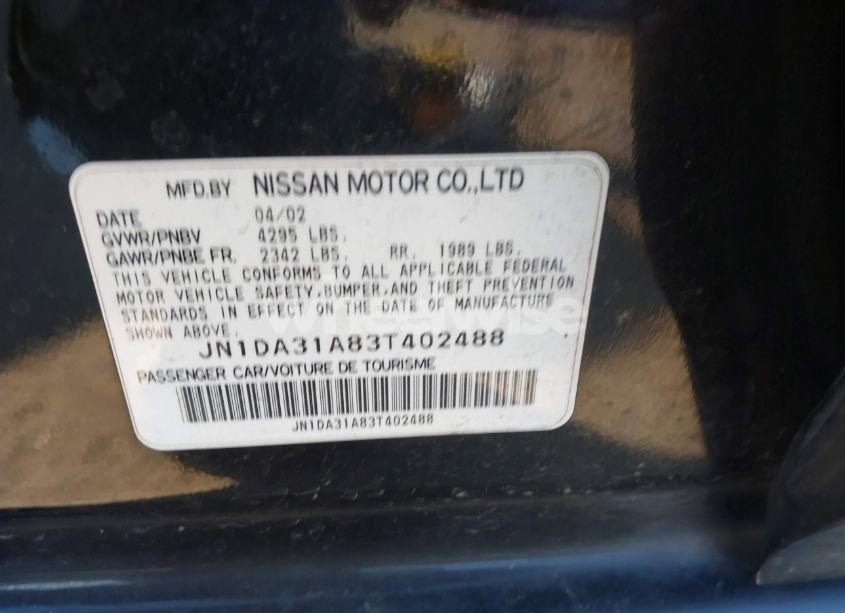 MFD.BY NISSAN MOTOR CO.,LTD
DATE 04/02
GVWR/PNBV 4295 LBS.
GAWR/PNBE FR. 2342 LBS. RR. 1989 LBS.
THIS VEHICLE CONFORMS TO ALL APPLICABLE FEDERAL
MOTOR VEHICLE SAFETY,BUMPER,AND THEFT PREVENTION
STANDARDS IN EFFECT ON THE DATE OF MANUFACTURE
SHOWN ABOVE.
JN1DA31A83T402488
PASSENGER CAR/VOITURE DE TOURISME
JN1DA31A83T402488